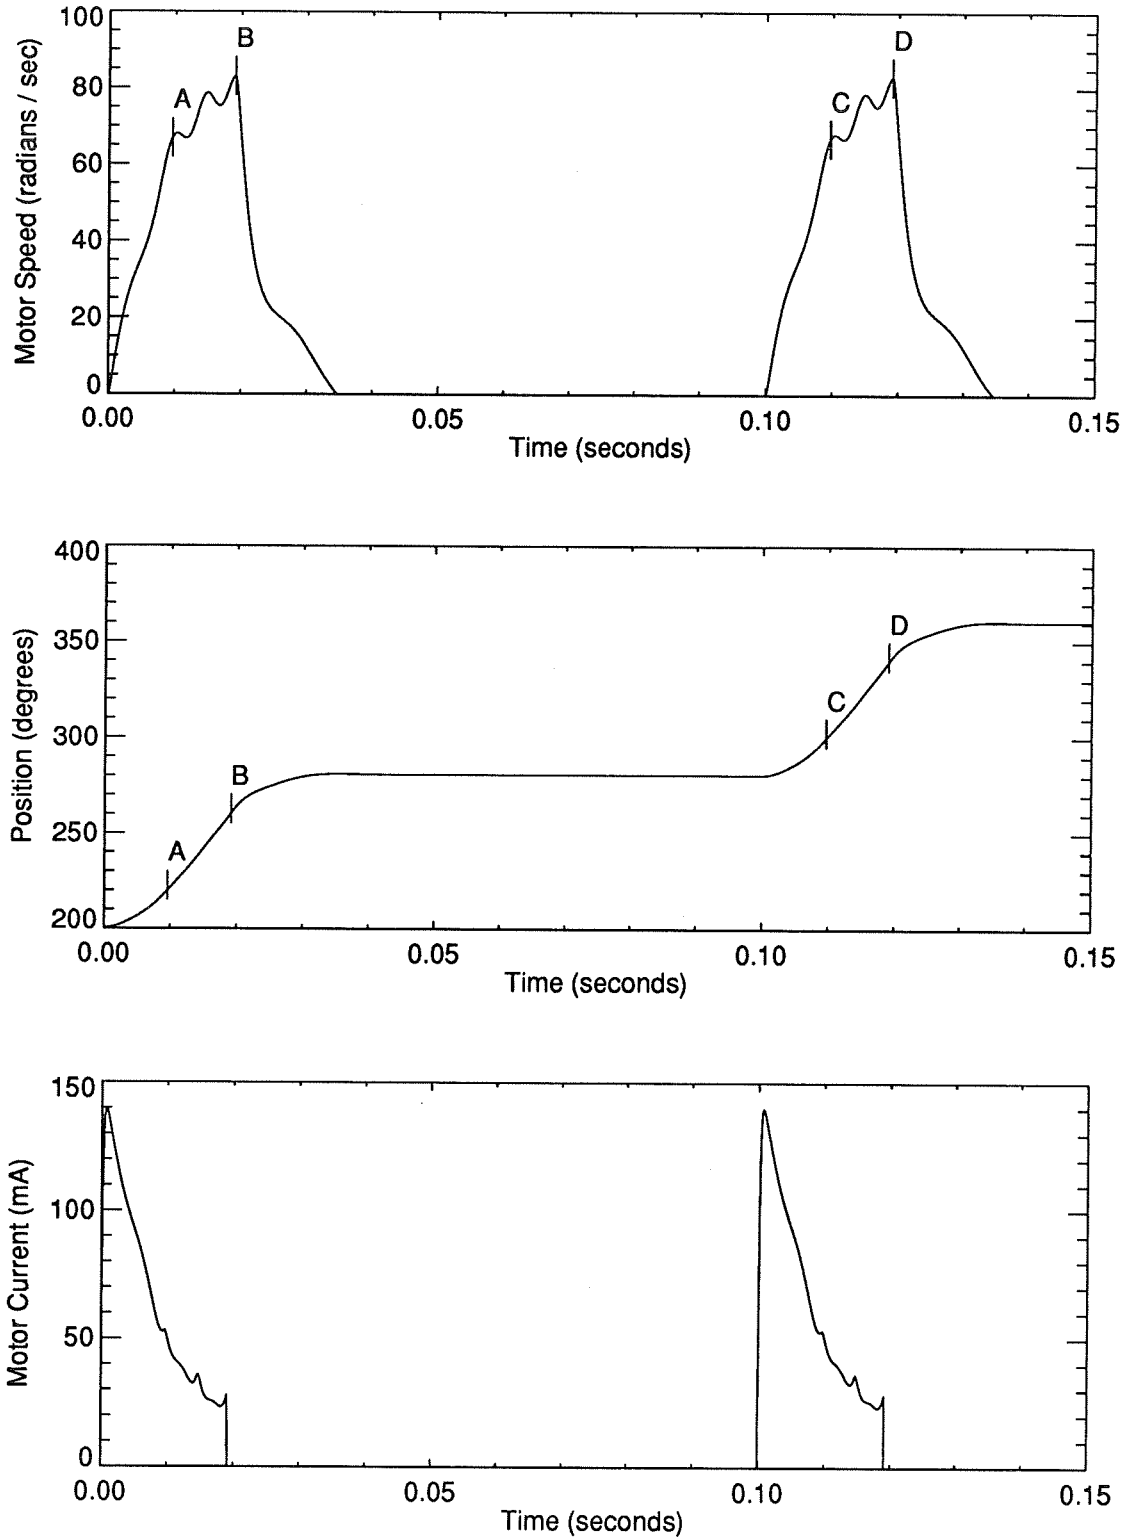 100
80
60
40
20
0
Motor Speed (radians / sec)
A
B
C
D
0.00
0.05
0.10
0.15
Time (seconds)
400
350
300
250
200
Position (degrees)
A
B
C
D
0.00
0.05
0.10
0.15
Time (seconds)
150
100
50
0
Motor Current (mA)
0.00
0.05
0.10
0.15
Time (seconds)